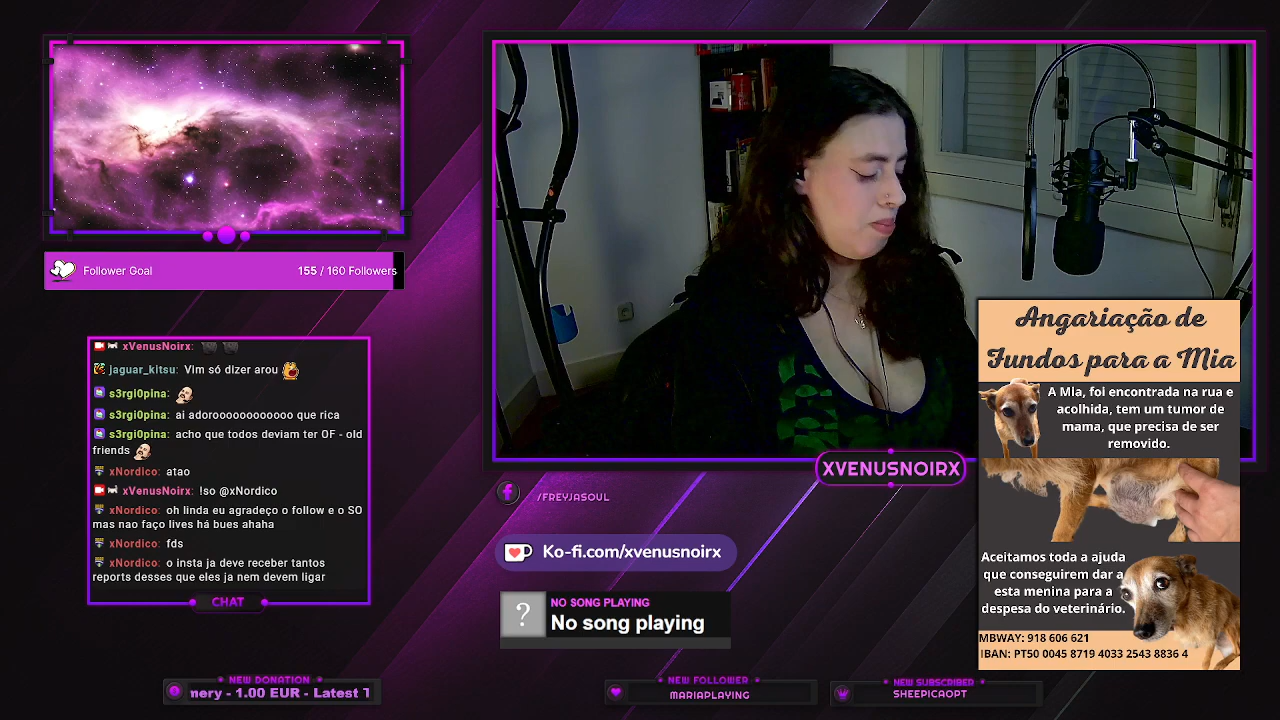 Follower Goal
155 / 160 Followers
xVenusNoirx:
jaguar_kitsu: Vim só dizer arou
s3rgi0pina:
s3rgi0pina: ai adorooooooooooo que rica
s3rgi0pina: acho que todos deviam ter OF - old
friends
xNordico: atao
xVenusNoirx: !so @xNordico
xNordico: oh linda eu agradeço o follow e o SO
mas nao faço lives há bues ahaha
xNordico: fds
xNordico: o insta ja deve receber tantos
reports desses que eles ja nem devem ligar
CHAT
XVENUSNOIRX
/FREYJASOUL
Ko-fi.com/xvenusnoirx
?
NO SONG PLAYING
No song playing
Angariação de
Fundos para a Mia
A Mia, foi encontrada na rua e
acolhida, tem um tumor de
mama, que precisa de ser
removido.
Aceitamos toda a ajuda
que conseguirem dar a
esta menina para a
despesa do veterinário.
MBWAY: 918 606 621
IBAN: PT50 0045 8719 4033 2543 8836 4
NEW DONATION
nery - 1.00 EUR - Latest
NEW FOLLOWER
MARIAPLAYING
NEW SUBSCRIBED
SHEEPICAOPT